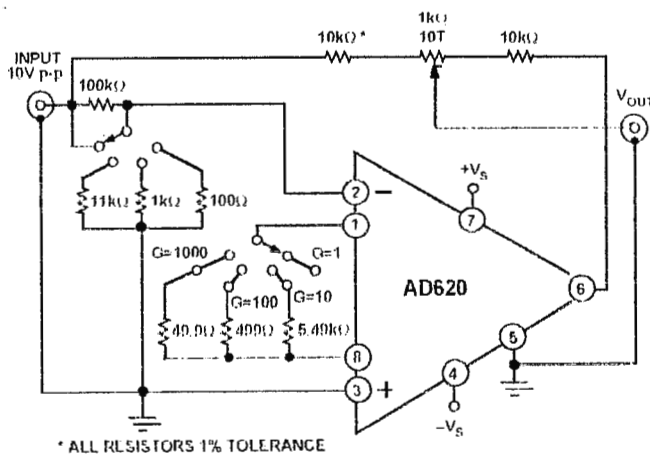 INPUT
10V p-p
100kΩ
10kΩ*
1kΩ
10T
10kΩ
VOUT
11kΩ
1kΩ
100Ω
G=1000
G=1
G=100
G=10
49.9Ω
499Ω
5.49kΩ
2
−
1
+VS
7
AD620
6
5
8
3
+
4
−VS
* ALL RESISTORS 1% TOLERANCE